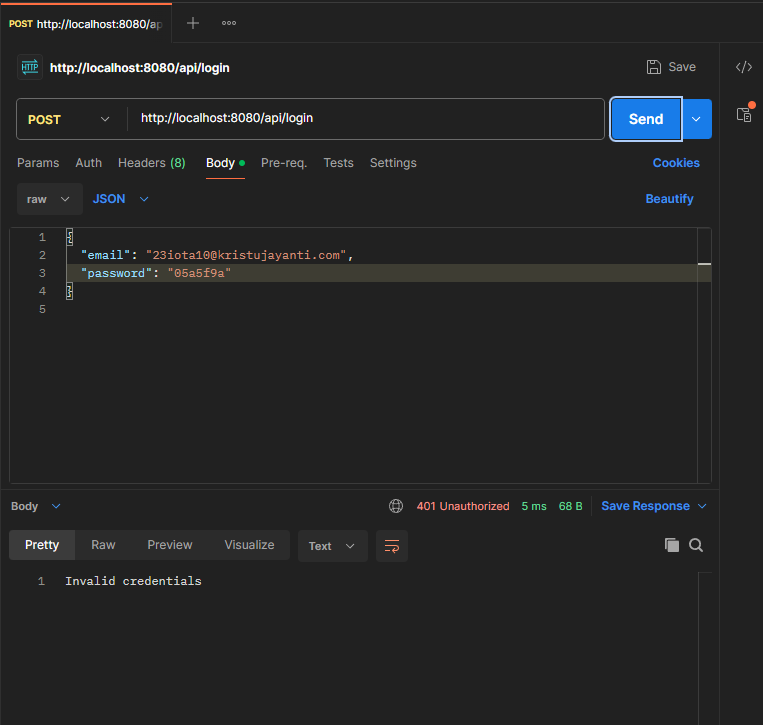 POST http://localhost:8080/ap
HTTP http://localhost:8080/api/login Save
POST http://localhost:8080/api/login Send
Params Auth Headers (8) Body Pre-req. Tests Settings Cookies
raw JSON Beautify
1 {
2 "email": "23iota10@kristujayanti.com",
3 "password": "05a5f9a"
4 }
5
Body 401 Unauthorized 5 ms 68 B Save Response
Pretty Raw Preview Visualize Text
1 Invalid credentials